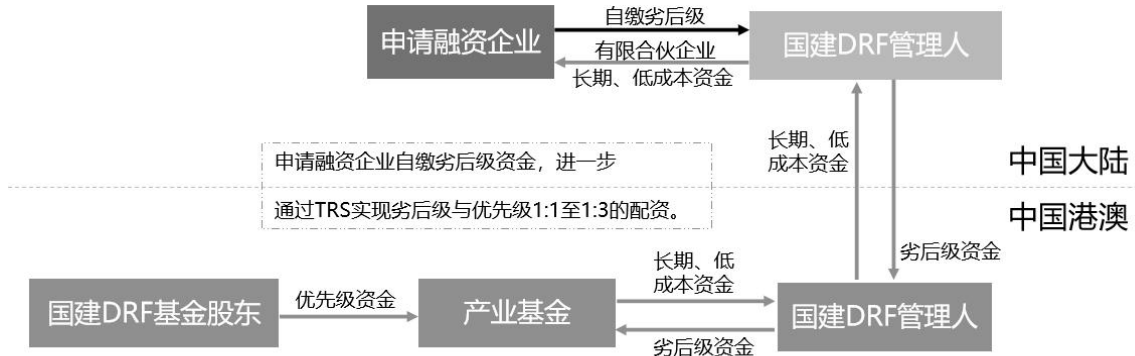 自缴劣后级
申请融资企业
有限合伙企业
长期、低成本资金
国建DRF管理人
长期、低
成本资金
申请融资企业自缴劣后级资金，进一步
通过TRS实现劣后级与优先级1:1至1:3的配资。
中国大陆
中国港澳
劣后级资金
国建DRF基金股东
优先级资金
产业基金
长期、低
成本资金
劣后级资金
国建DRF管理人